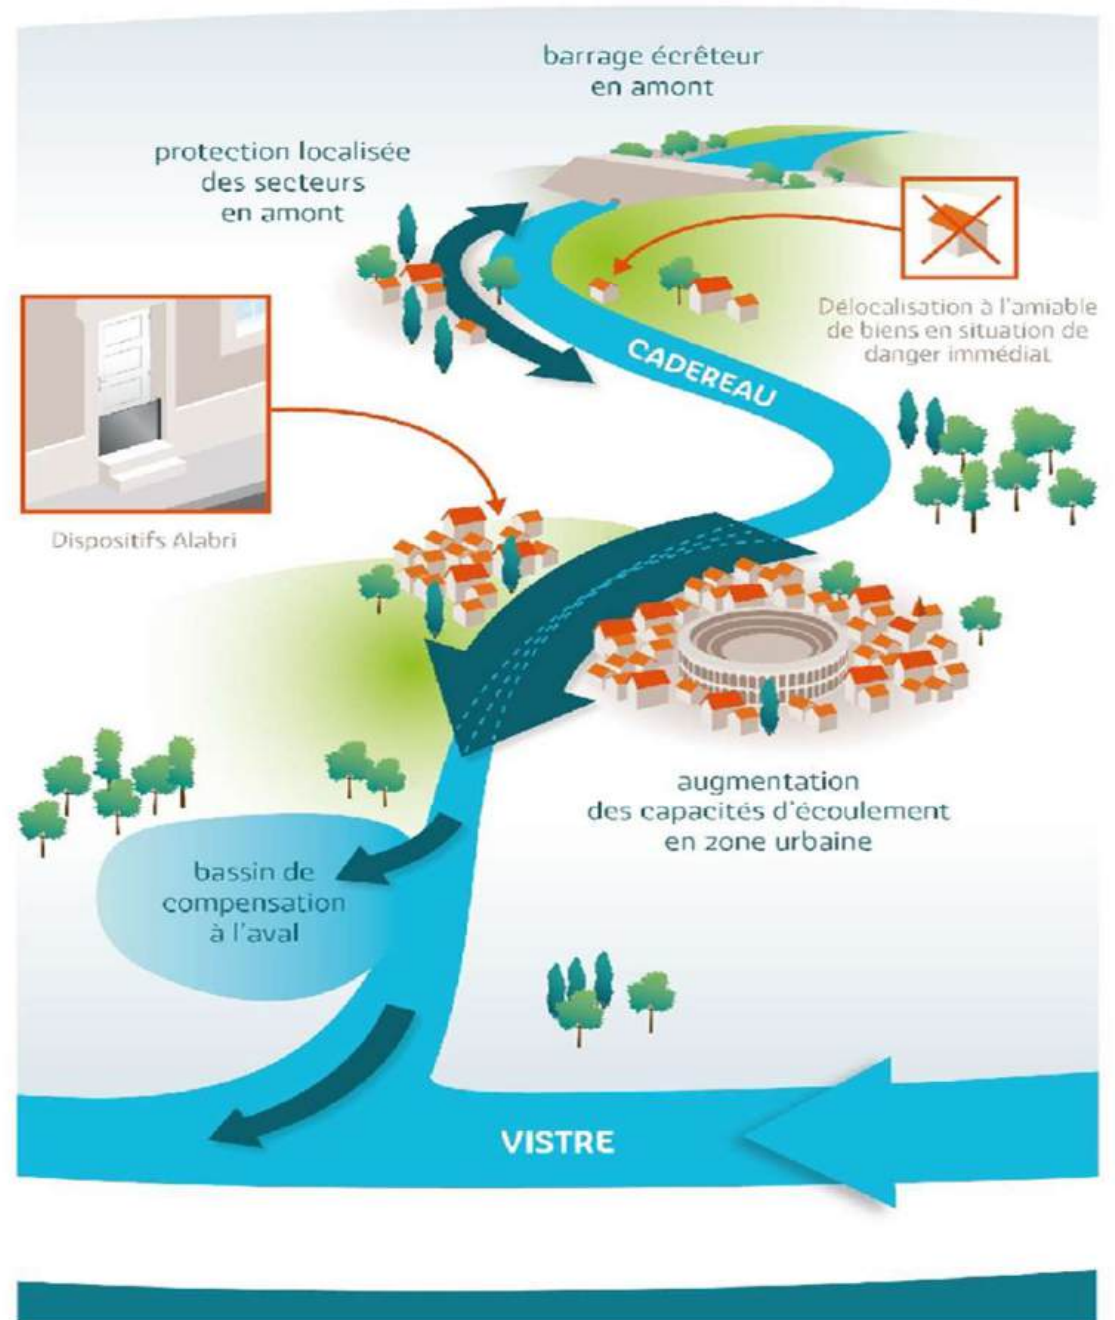 barrage écrêteur
en amont
protection localisée
des secteurs
en amont
Délocalisation à l'amiable
de biens en situation de
danger immédiat
CADEREAU
Dispositifs Alabri
augmentation
des capacités d'écoulement
en zone urbaine
bassin de
compensation
à l'aval
VISTRE